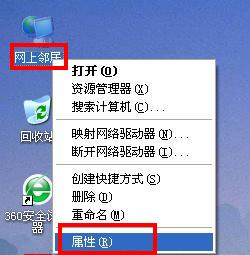 网上邻居
打开(O)
资源管理器(X)
搜索计算机(C)...
回收站
映射网络驱动器(N)...
断开网络驱动器(I)...
创建快捷方式(S)
删除(D)
重命名(M)
360安全
器
属性(R)